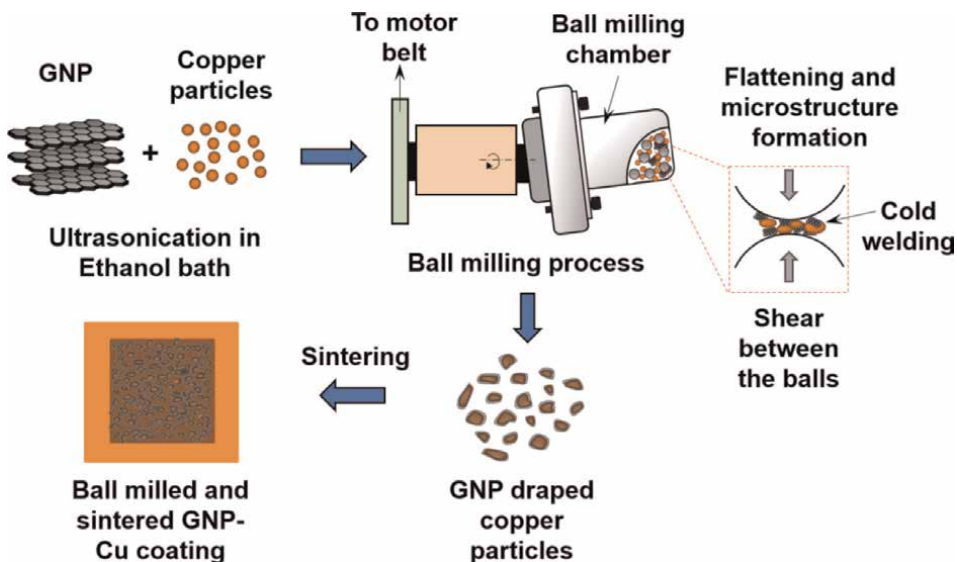 GNP
+
Copper
particles
Ultrasonication in
Ethanol bath
To motor
belt
Ball milling
chamber
Ball milling process
Flattening and
microstructure
formation
Cold
welding
Shear
between
the balls
GNP draped
copper
particles
Sintering
Ball milled and
sintered GNP-
Cu coating